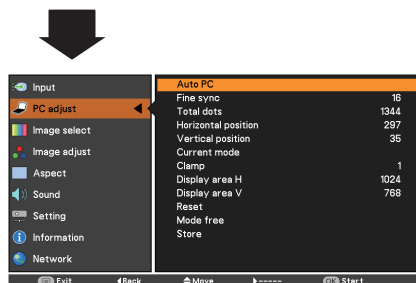 Input
PC adjust
Image select
Image adjust
Aspect
Sound
Setting
Information
Network
Auto PC
Fine sync 16
Total dots 1344
Horizontal position 297
Vertical position 35
Current mode
Clamp 1
Display area H 1024
Display area V 768
Reset
Mode free
Store
Exit Back Move ----- OK Start